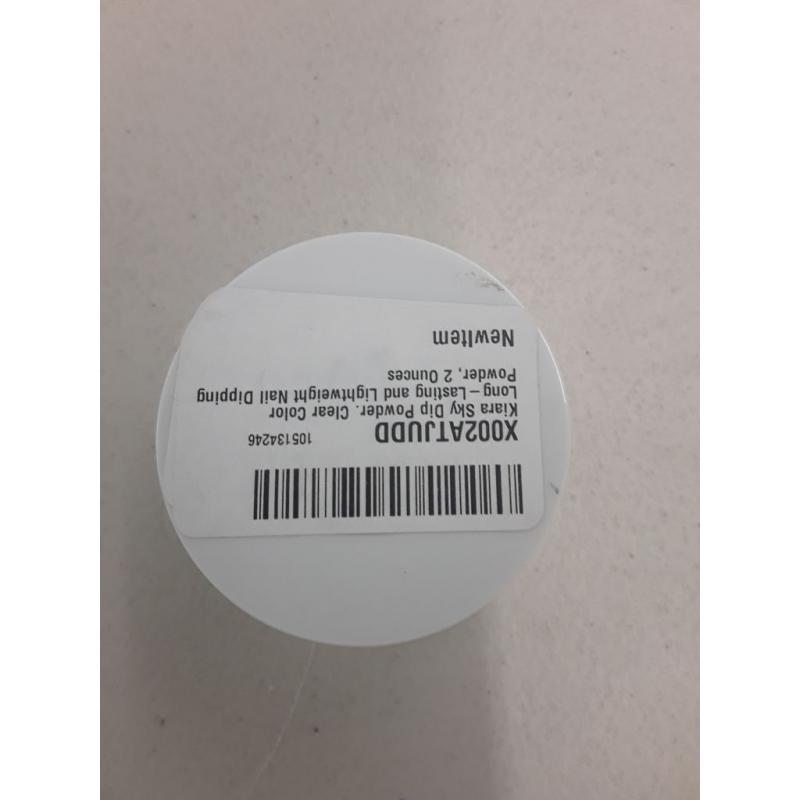 X002ATJUDD 105134246
Kiara Sky Dip Powder. Clear Color
Long-Lasting and Lightweight Nail Dipping
Powder, 2 Ounces
NewItem